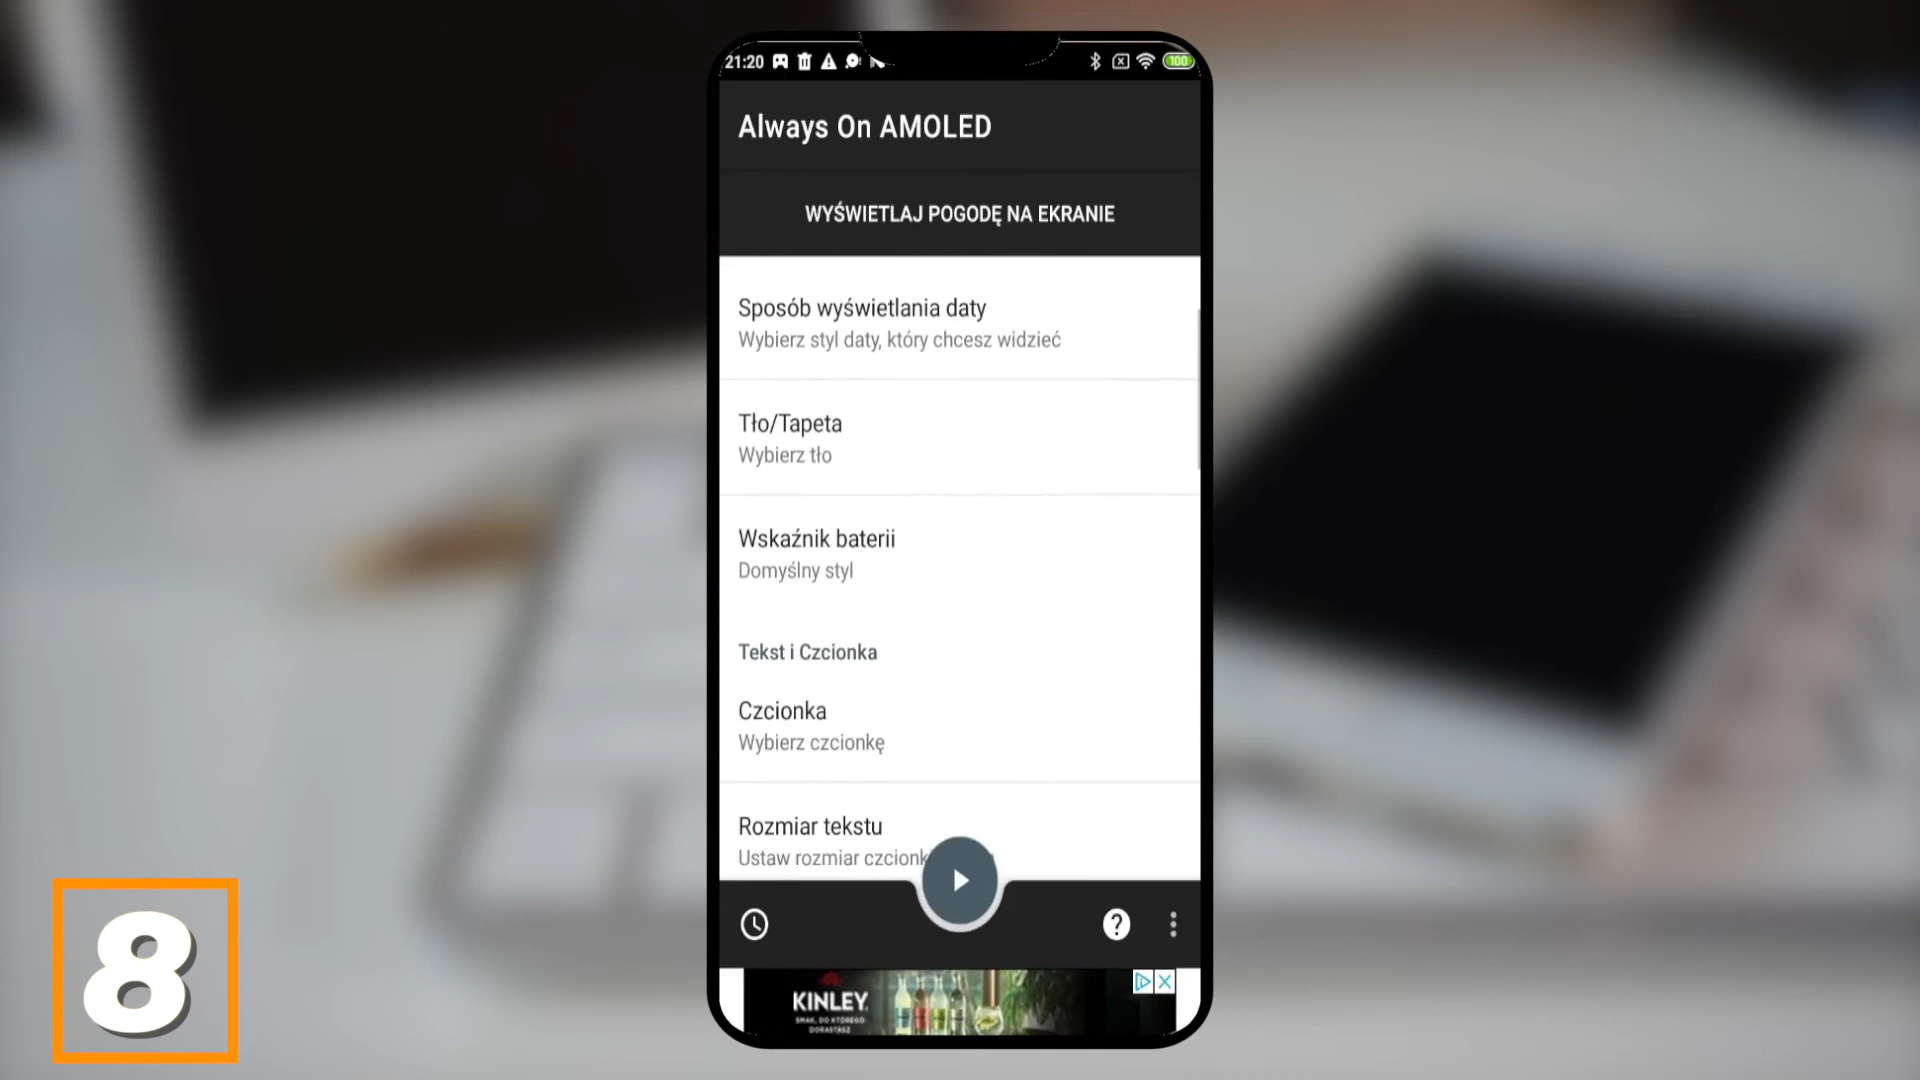 21:20
100
Always On AMOLED
WYŚWIETLAJ POGODĘ NA EKRANIE
Sposób wyświetlania daty
Wybierz styl daty, który chcesz widzieć
Tło/Tapeta
Wybierz tło
Wskaźnik baterii
Domyślny styl
Tekst i Czcionka
Czcionka
Wybierz czcionkę
Rozmiar tekstu
Ustaw rozmiar
?
KINLEY
SMAK, DO KTÓREGO
DORASTASZ
8